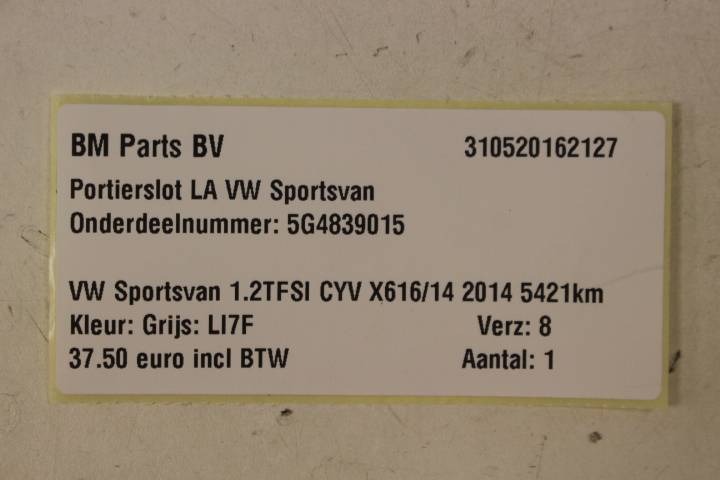 BM Parts BV 310520162127
Portierslot LA VW Sportsvan
Onderdeelnummer: 5G4839015
VW Sportsvan 1.2TFSI CYV X616/14 2014 5421km
Kleur: Grijs: LI7F Verz: 8
37.50 euro incl BTW Aantal: 1